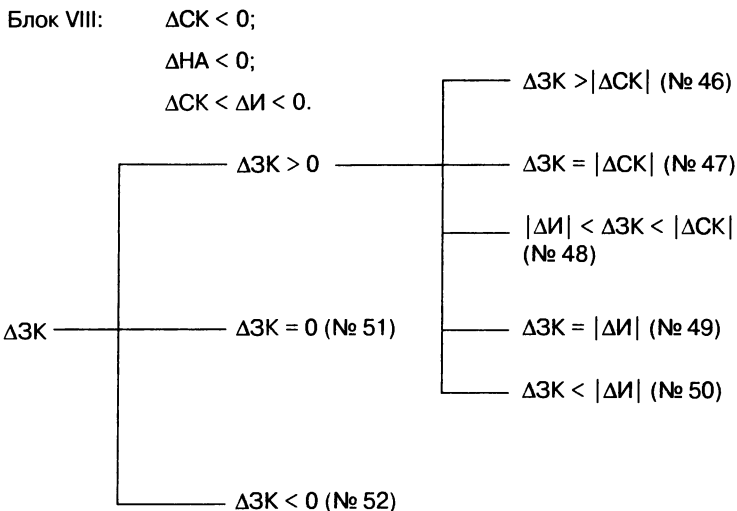 Блок VIII: ΔСК < 0;
ΔНА < 0;
ΔСК < ΔИ < 0.
ΔЗК > |ΔСК| (№ 46)
ΔЗК > 0
ΔЗК = |ΔСК| (№ 47)
|ΔИ| < ΔЗК < |ΔСК|
(№ 48)
ΔЗК
ΔЗК = 0 (№ 51)
ΔЗК = |ΔИ| (№ 49)
ΔЗК < |ΔИ| (№ 50)
ΔЗК < 0 (№ 52)